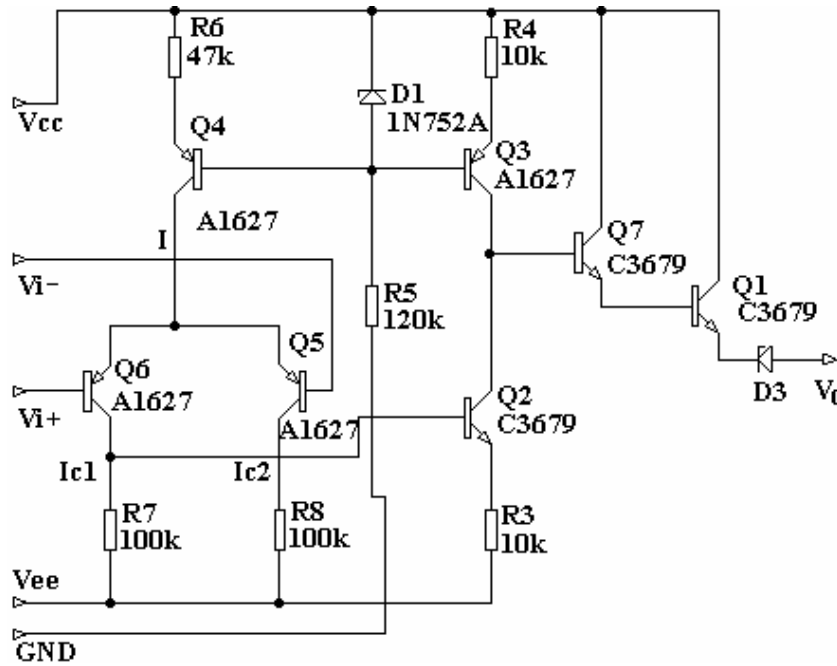 R6
47k
R4
10k
D1
1N752A
Vcc
Q4
Q3
A1627
A1627
I
Q7
C3679
Vi-
R5
120k
Q1
C3679
Q6
A1627
Q5
A1627
Vi+
Q2
C3679
D3
V0
Ic1
Ic2
R7
100k
R8
100k
R3
10k
Vee
GND